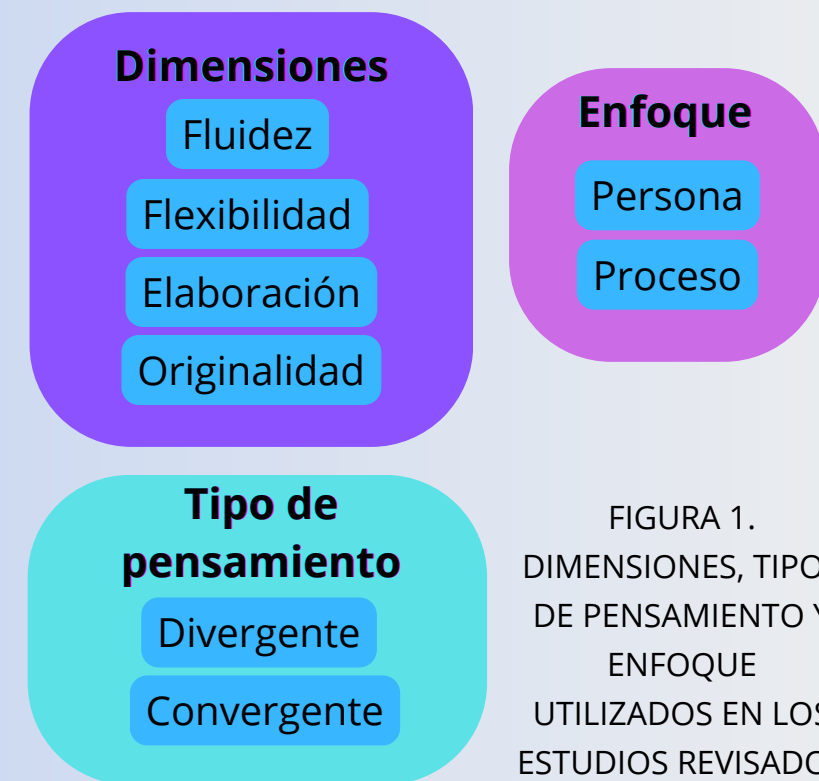 Dimensiones
Fluidez
Flexibilidad
Elaboración
Originalidad
Enfoque
Persona
Proceso
Tipo de
pensamiento
Divergente
Convergente
FIGURA 1.
DIMENSIONES, TIPO
DE PENSAMIENTO Y
ENFOQUE
UTILIZADOS EN LOS
ESTUDIOS REVISADO